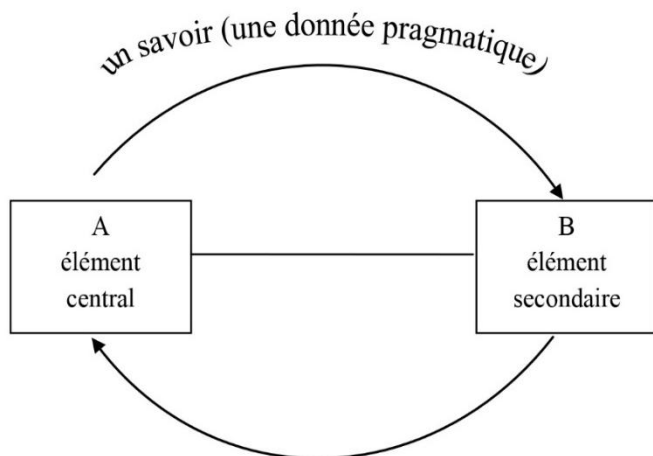 un savoir (une donnée pragmatique)
A
élément
central
B
élément
secondaire